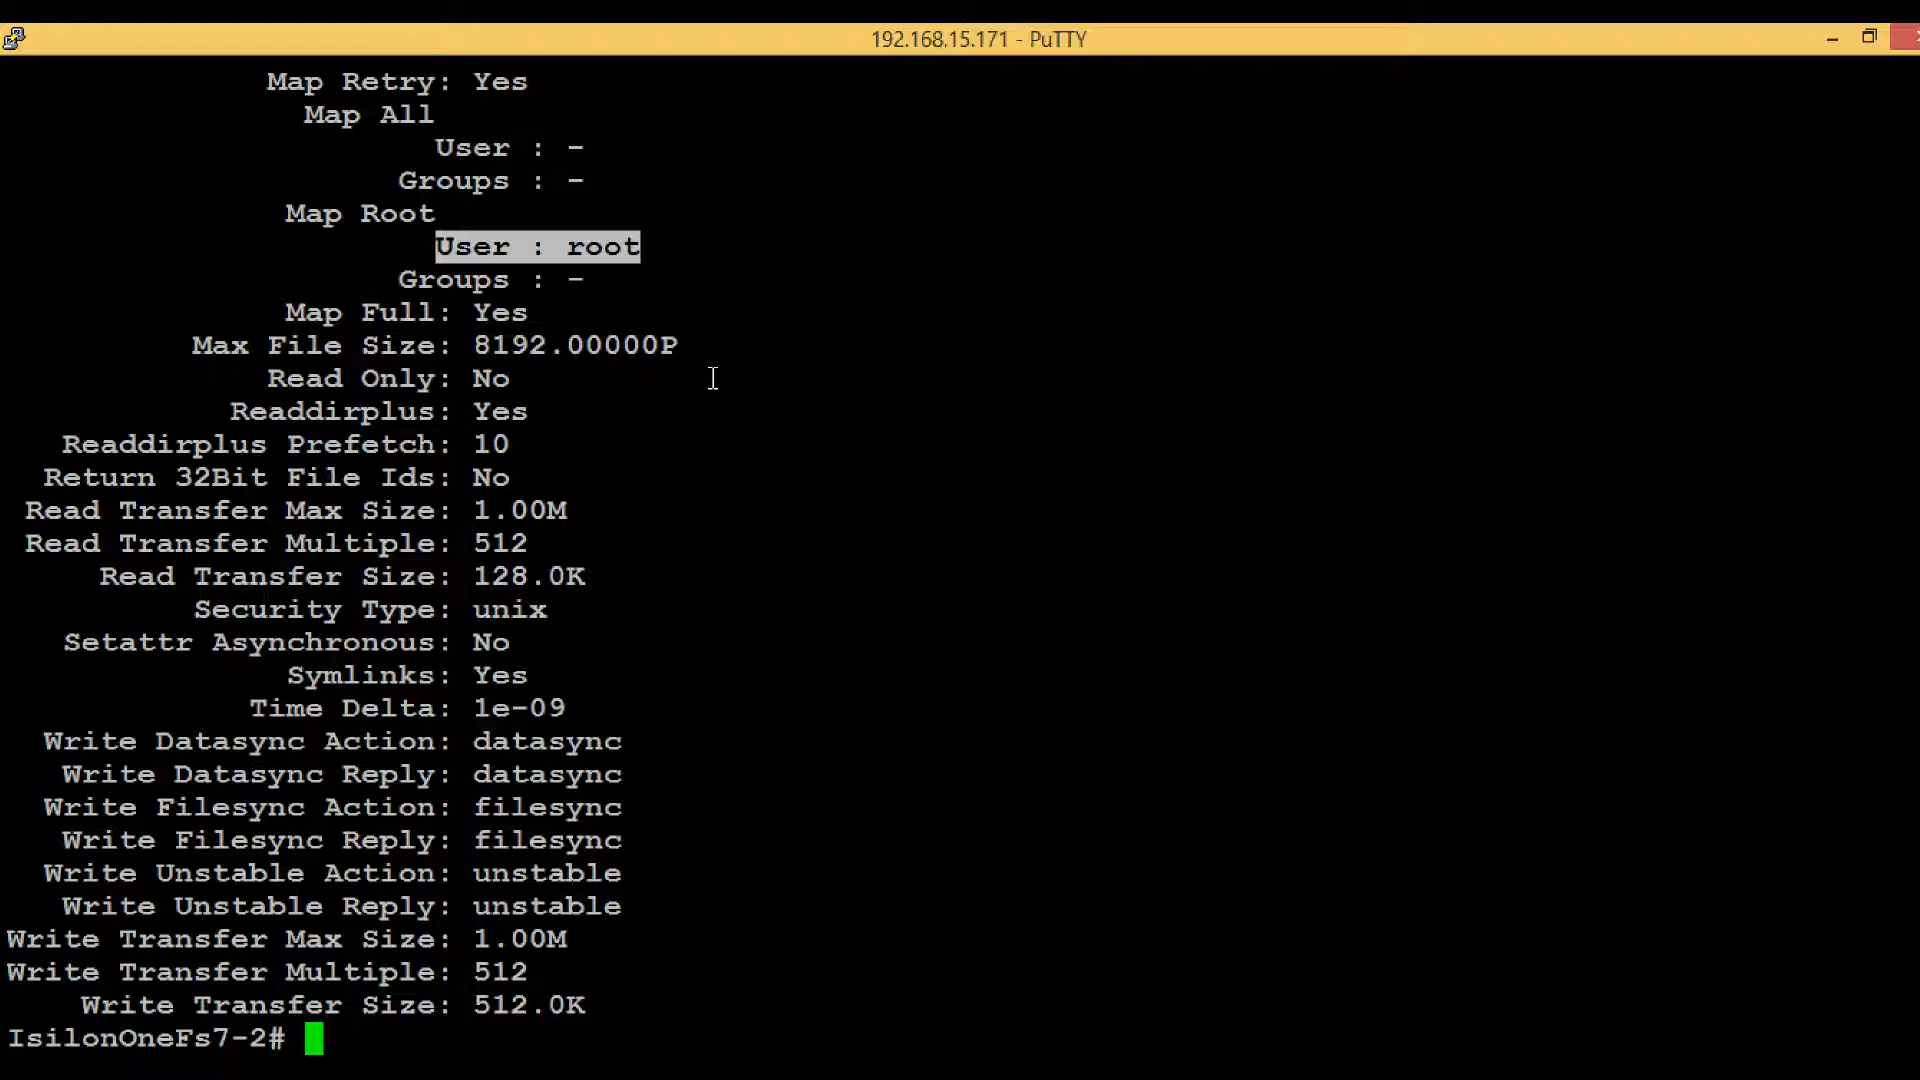 192.168.15.171 - PuTTY
Map Retry: Yes
Map All
User : -
Groups : -
Map Root
User : root
Groups : -
Map Full: Yes
Max File Size: 8192.00000P
Read Only: No
Readdirplus: Yes
Readdirplus Prefetch: 10
Return 32Bit File Ids: No
Read Transfer Max Size: 1.00M
Read Transfer Multiple: 512
Read Transfer Size: 128.0K
Security Type: unix
Setattr Asynchronous: No
Symlinks: Yes
Time Delta: 1e-09
Write Datasync Action: datasync
Write Datasync Reply: datasync
Write Filesync Action: filesync
Write Filesync Reply: filesync
Write Unstable Action: unstable
Write Unstable Reply: unstable
Write Transfer Max Size: 1.00M
Write Transfer Multiple: 512
Write Transfer Size: 512.0K
IsilonOneFs7-2#